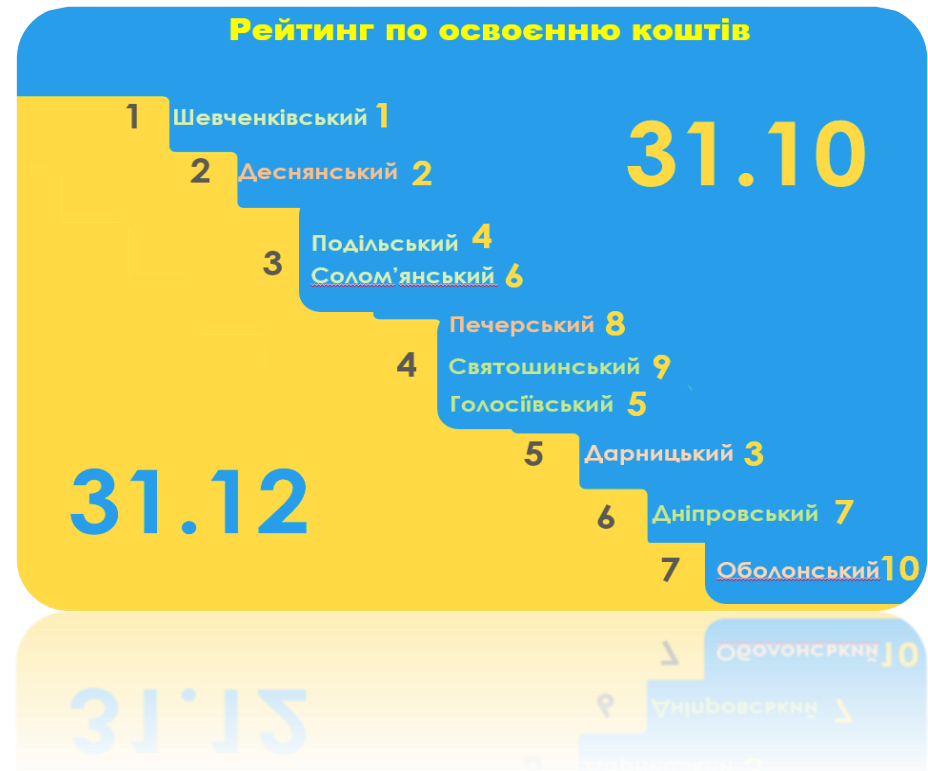 Рейтинг по освоєнню коштів
1 Шевченківський 1
31.10
2 Деснянський 2
3 Подільський 4
Солом’янський 6
4 Печерський 8
Святошинський 9
Голосіївський 5
5 Дарницький 3
31.12
6 Дніпровський 7
7 Оболонський 10